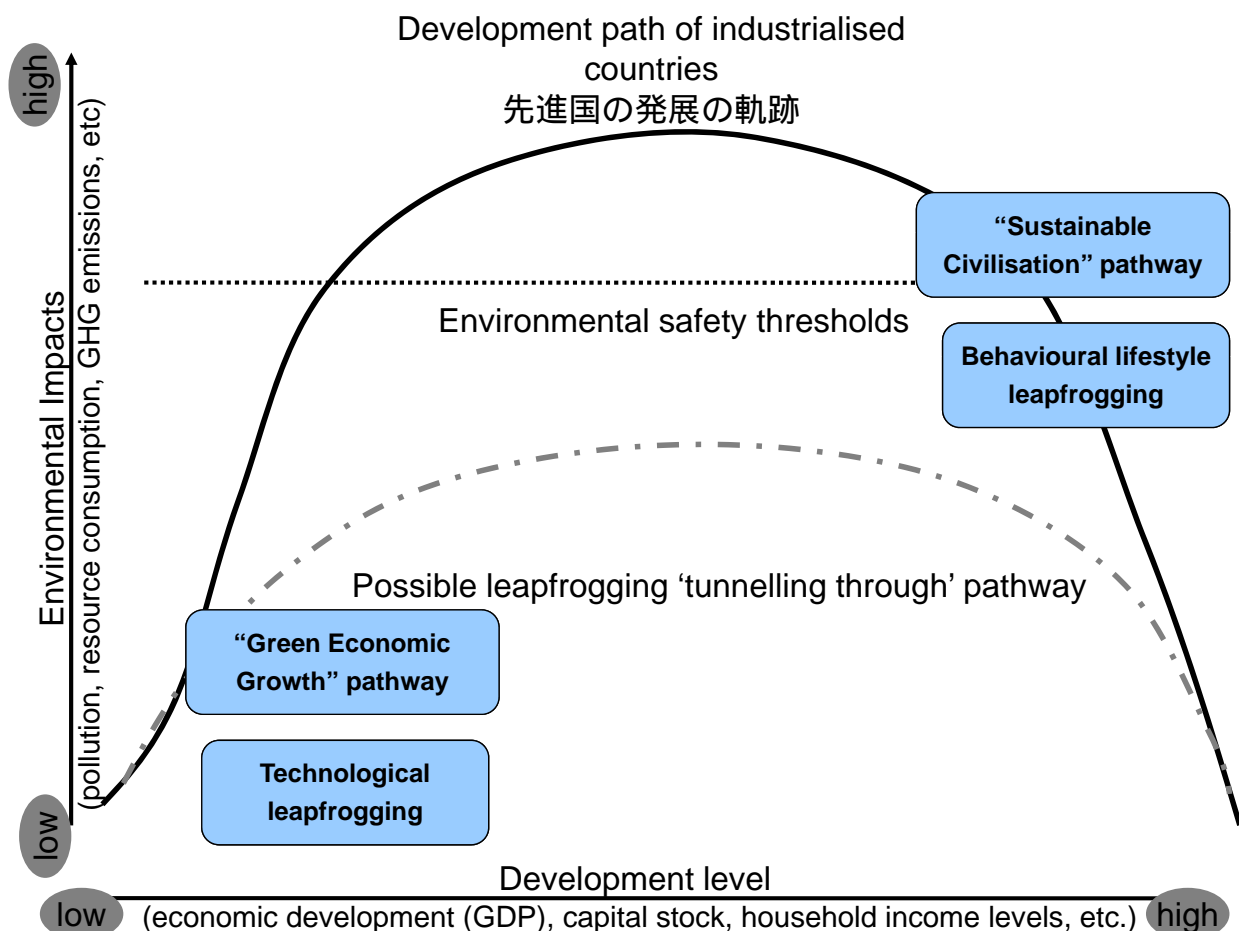 Development path of industrialised
countries
先進国の発展の軌跡
high
Environmental Impacts
(pollution, resource consumption, GHG emissions, etc)
“Sustainable
Civilisation” pathway
Environmental safety thresholds
Behavioural lifestyle
leapfrogging
Possible leapfrogging ‘tunnelling through’ pathway
“Green Economic
Growth” pathway
Technological
leapfrogging
low
Development level
low
(economic development (GDP), capital stock, household income levels, etc.)
high